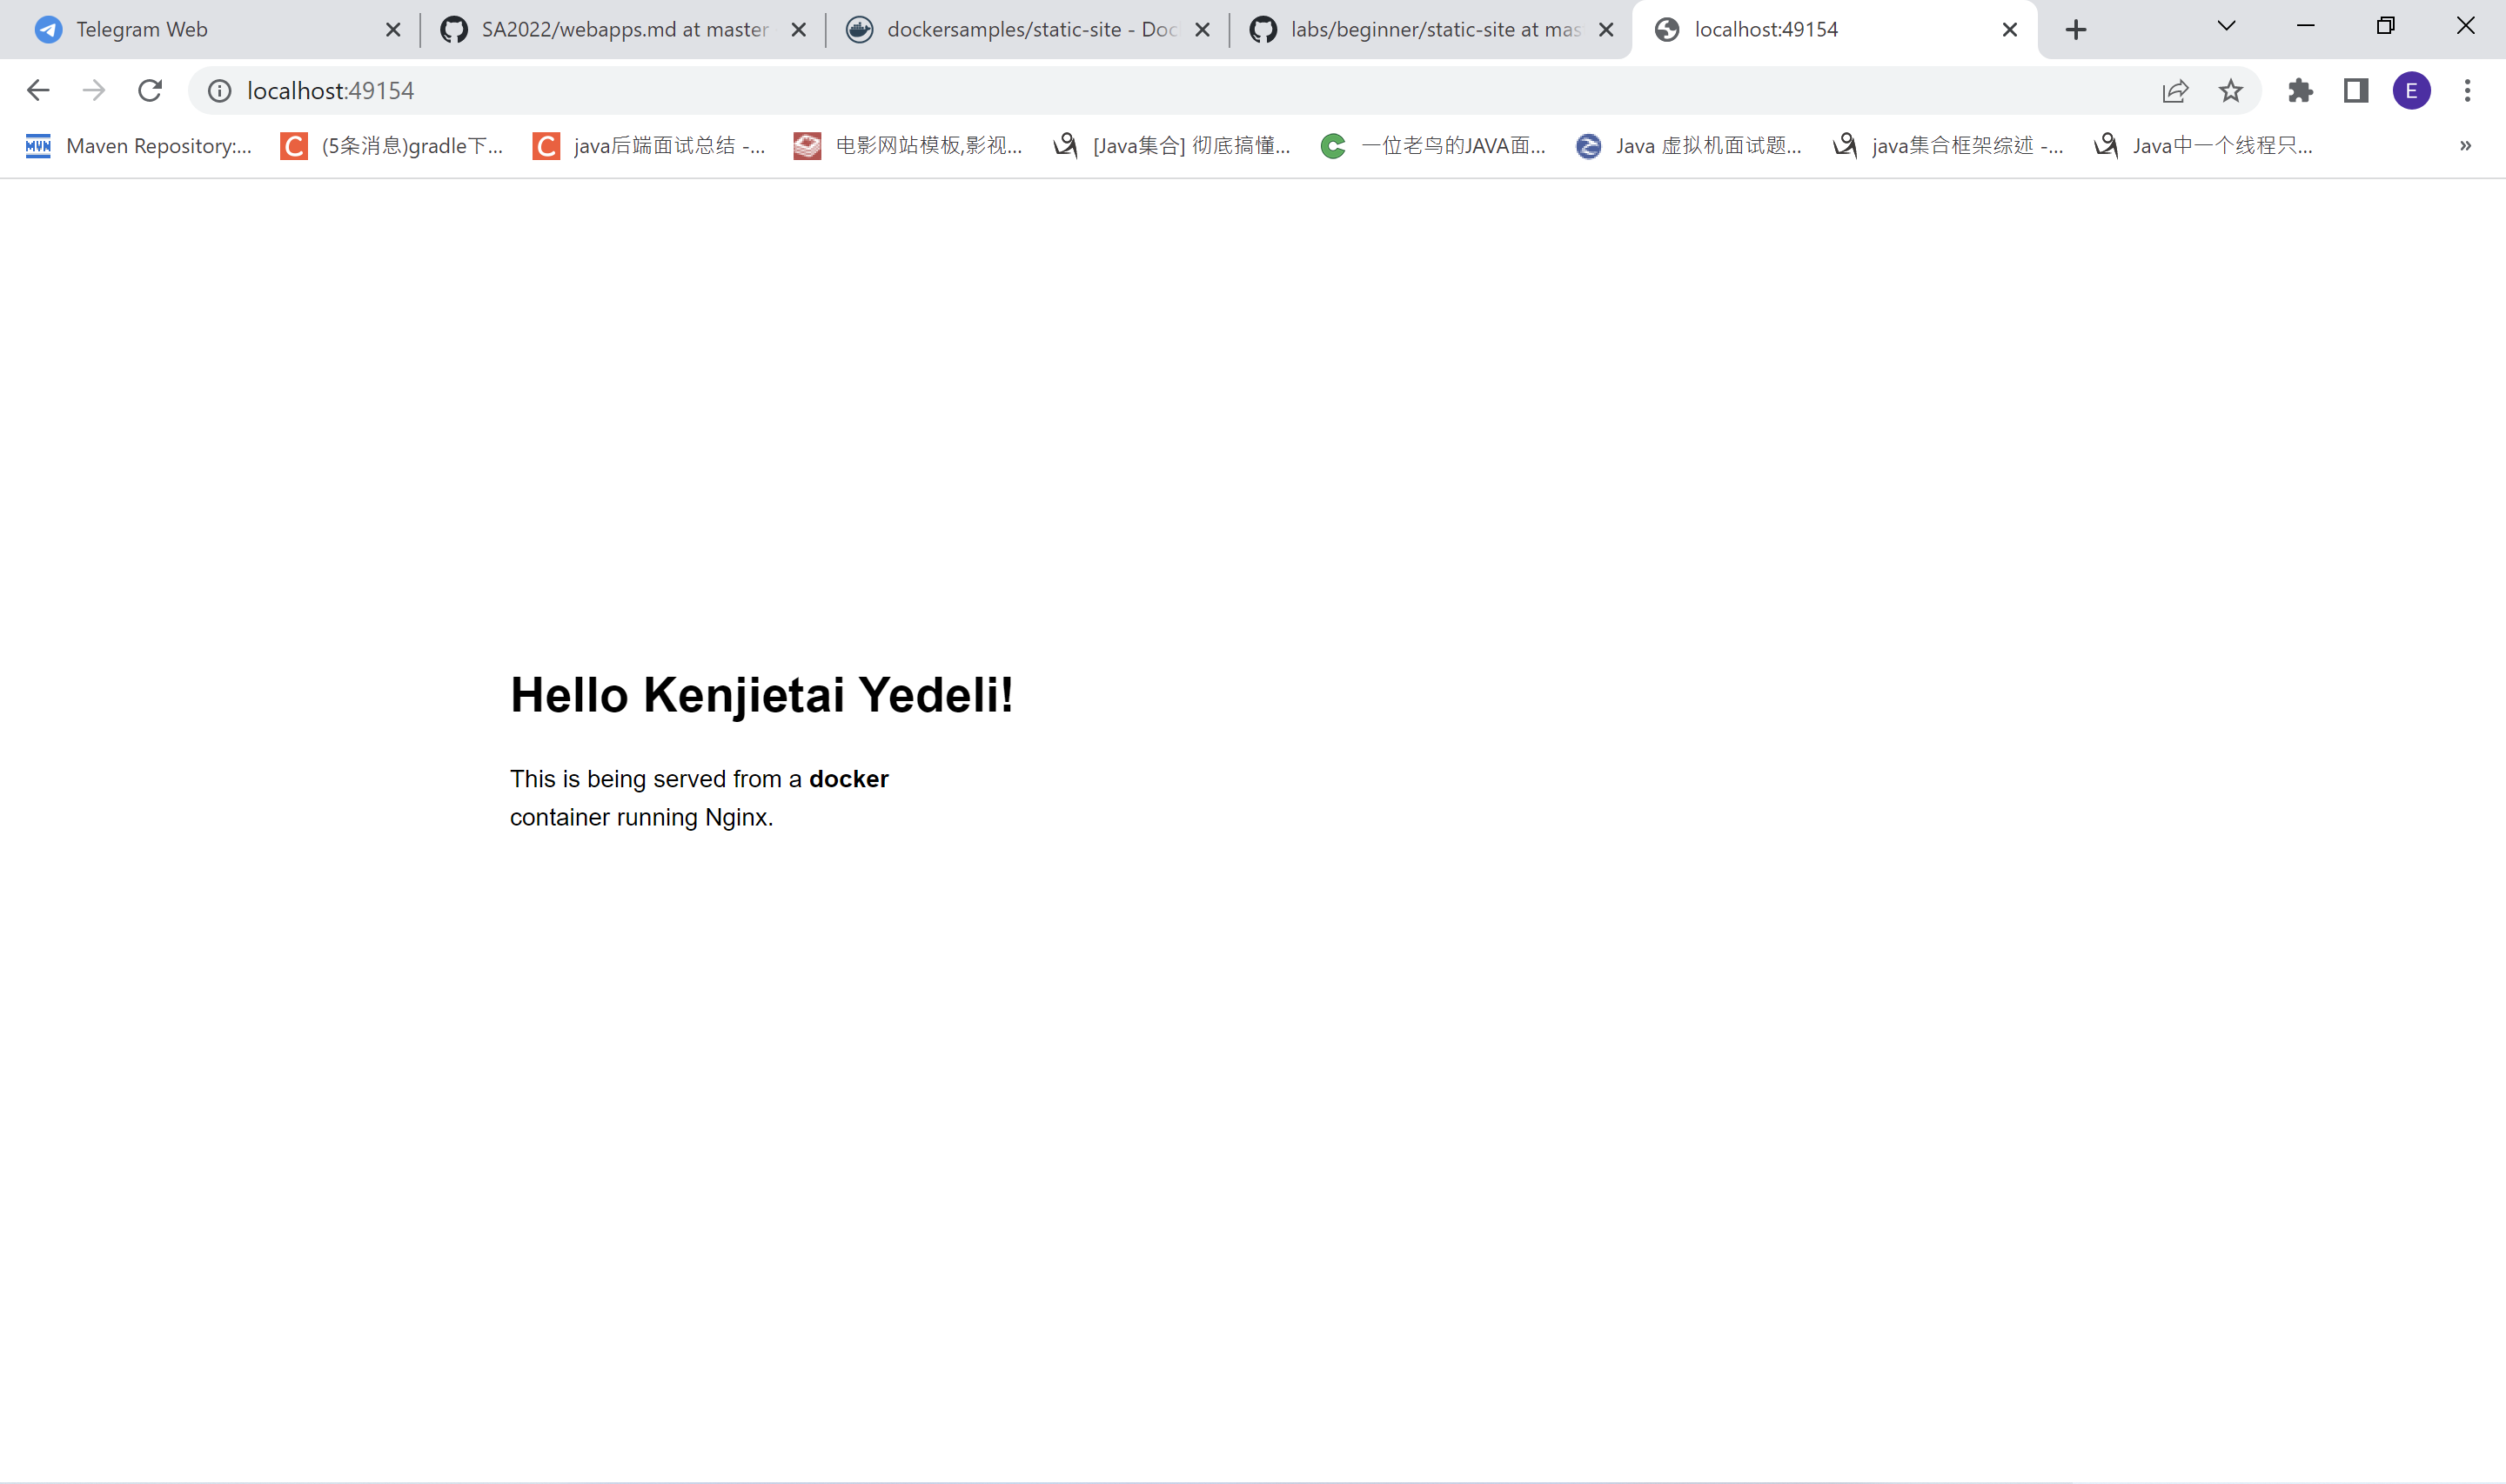 Telegram Web
SA2022/webapps.md at master
dockersamples/static-site - Doc
labs/beginner/static-site at mas
localhost:49154
localhost:49154
E
MVN Maven Repository:...
C (5条消息)gradle下...
C java后端面试总结 -...
电影网站模板,影视...
[Java集合] 彻底搞懂...
一位老鸟的JAVA面...
Java 虚拟机面试题...
java集合框架综述 -...
Java中一个线程只...
»
Hello Kenjietai Yedeli!
This is being served from a docker
container running Nginx.